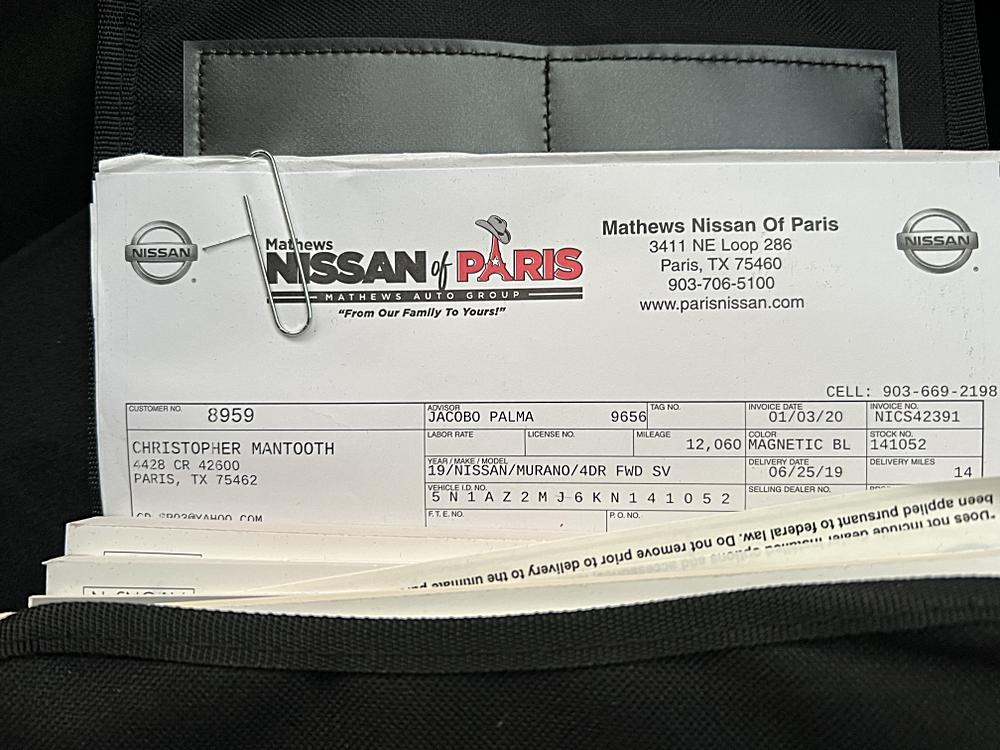 NISSAN
Mathews
NISSAN of PARIS
MATHEWS AUTO GROUP
"From Our Family To Yours!"
Mathews Nissan Of Paris
3411 NE Loop 286
Paris, TX 75460
903-706-5100
www.parisnissan.com
NISSAN
CELL: 903-669-2198
CUSTOMER NO. 8959
ADVISOR
JACOBO PALMA 9656
TAG NO.
INVOICE DATE
01/03/20
INVOICE NO.
NICS42391
LABOR RATE
LICENSE NO.
MILEAGE
12,060
COLOR
MAGNETIC BL
STOCK NO.
141052
CHRISTOPHER MANTOOTH
4428 CR 42600
PARIS, TX 75462
YEAR / MAKE / MODEL
19/NISSAN/MURANO/4DR FWD SV
DELIVERY DATE
06/25/19
DELIVERY MILES
14
VEHICLE I.D. NO.
5N1AZ2MJ6KN141052
SELLING DEALER NO.
F.T.E. NO.
P.O. NO.
been applied pursuant to federal law. Do not remove prior to delivery to the ultimate
"Does not include dealer installed options and